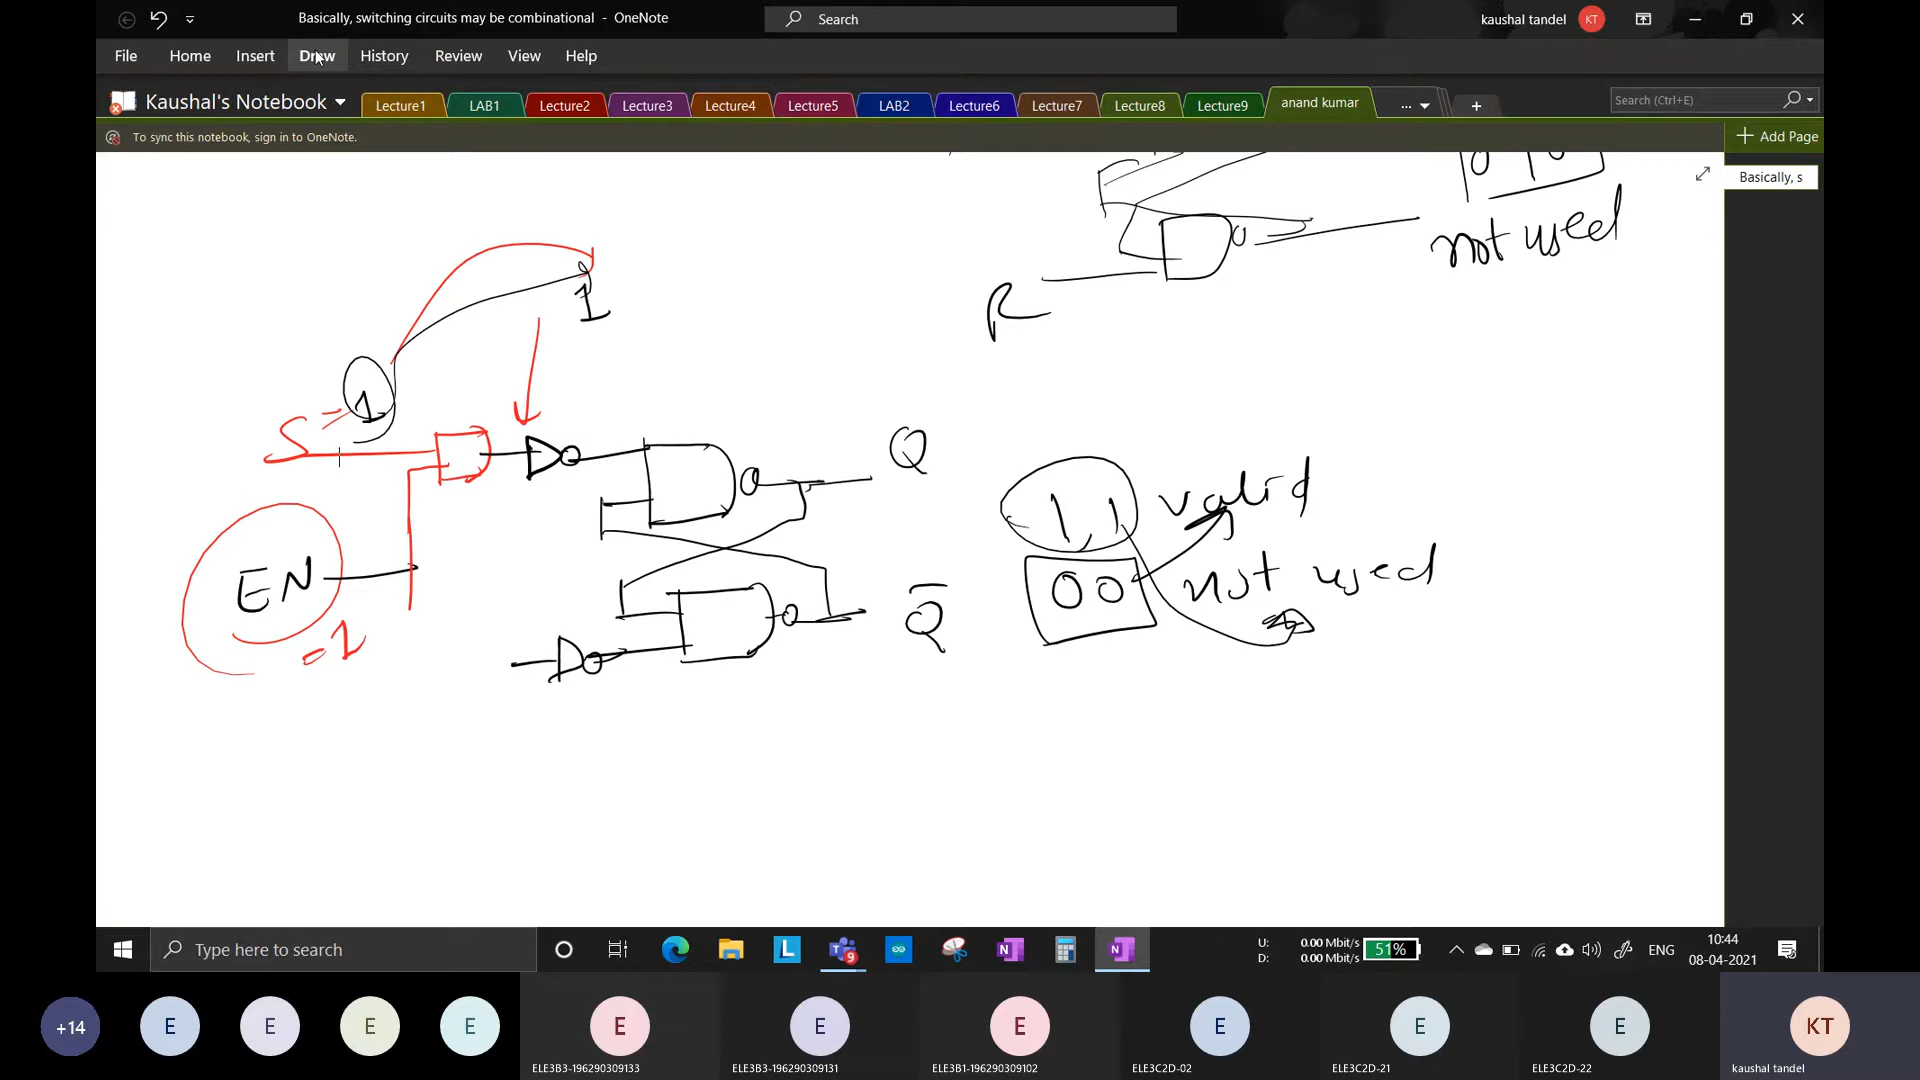 Basically, switching circuits may be combinational - OneNote
Search
kaushal tandel
KT
File Home Insert Draw History Review View Help
Kaushal's Notebook
Lecture1 LAB1 Lecture2 Lecture3 Lecture4 Lecture5 LAB2 Lecture6 Lecture7 Lecture8 Lecture9 anand kumar ...
Search (Ctrl+E)
To sync this notebook, sign in to OneNote.
Add Page
Basically, s
not used
R
1
S = 1
Q
1,1 valid
EN
= 1
00 not used
Q̅
Type here to search
L
9
U: 0.00 Mbit/s
D: 0.00 Mbit/s
51%
ENG
10:44
08-04-2021
+14
E E E E E E E E E E
KT
ELE3B3-196290309133
ELE3B3-196290309131
ELE3B1-196290309102
ELE3C2D-02
ELE3C2D-21
ELE3C2D-22
kaushal tandel